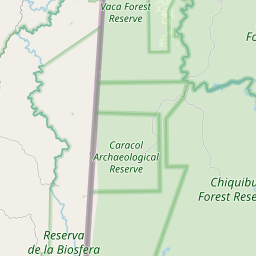 Vaca Forest
Reserve
Fo
Caracol
Archaeological
Reserve
Chiquibu
Forest Rese
Reserva
de la Biosfera